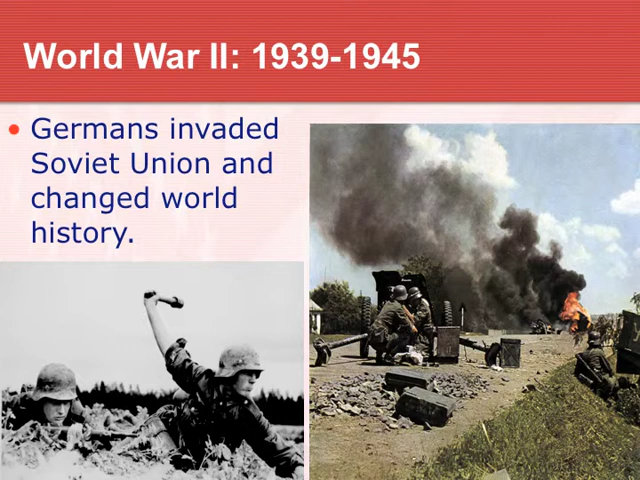 World War II: 1939-1945
• Germans invaded
Soviet Union and
changed world
history.